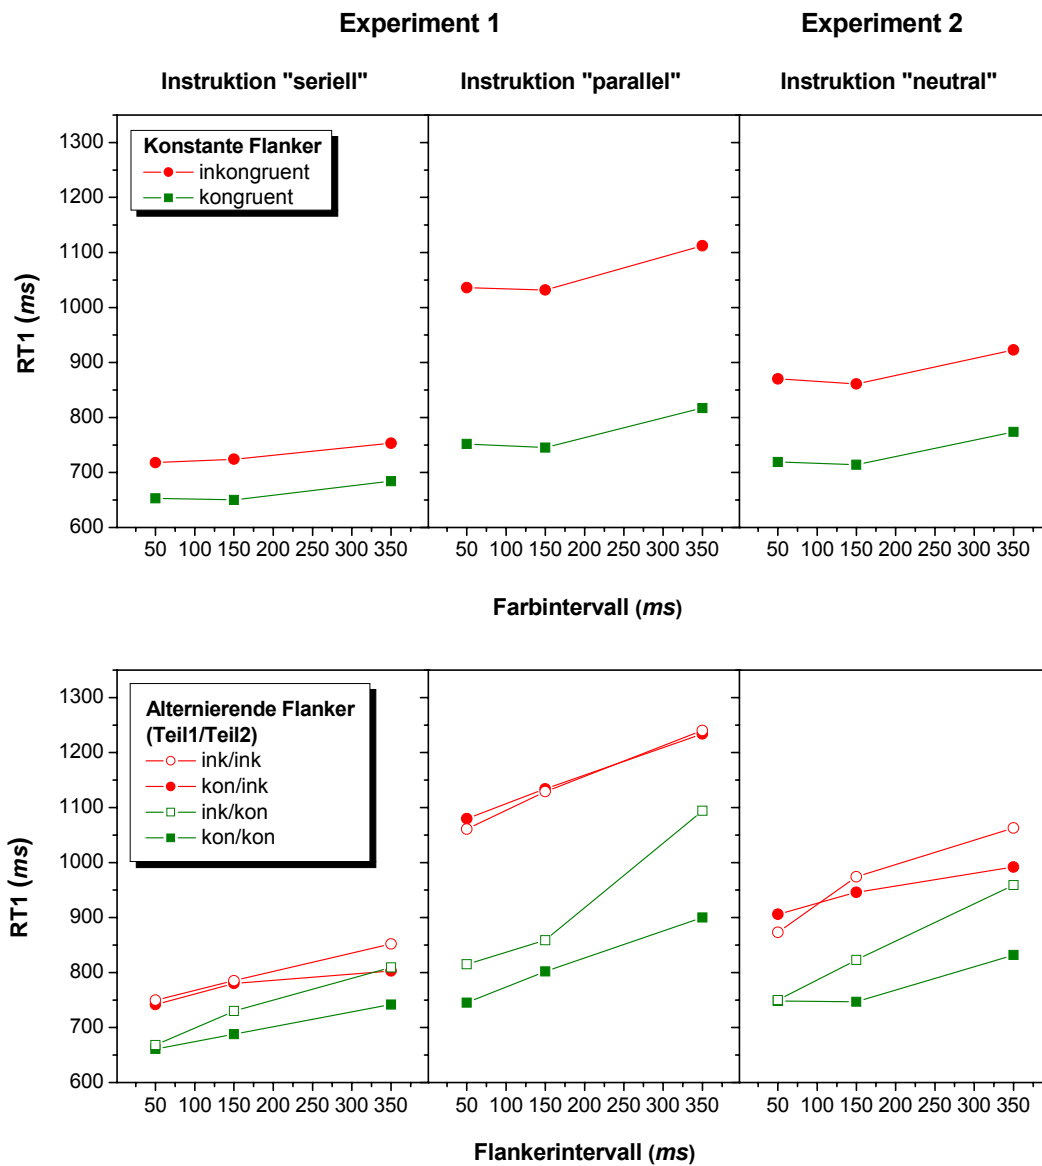 Experiment 1 Experiment 2
Instruktion "seriell" Instruktion "parallel" Instruktion "neutral"
Konstante Flanker
inkongruent
kongruent
1300
1200
1100
1000
900
800
700
600
RT1 (ms)
50 100 150 200 250 300 350 50 100 150 200 250 300 350 50 100 150 200 250 300 350
Farbintervall (ms)
Alternierende Flanker
(Teil1/Teil2)
ink/ink
kon/ink
ink/kon
kon/kon
1300
1200
1100
1000
900
800
700
600
RT1 (ms)
50 100 150 200 250 300 350 50 100 150 200 250 300 350 50 100 150 200 250 300 350
Flankerintervall (ms)